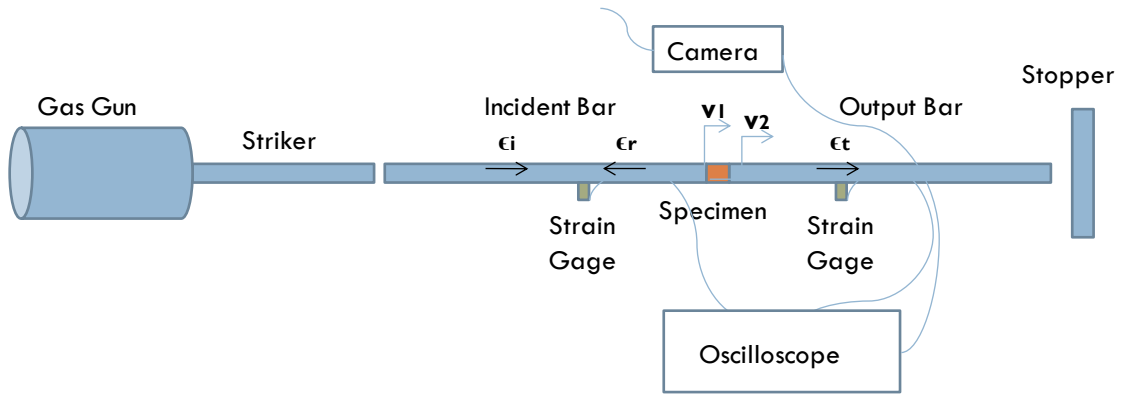 Camera
Stopper
Gas Gun
Incident Bar
v1
v2
Output Bar
Striker
ϵi
ϵr
ϵt
Strain
Gage
Specimen
Strain
Gage
Oscilloscope